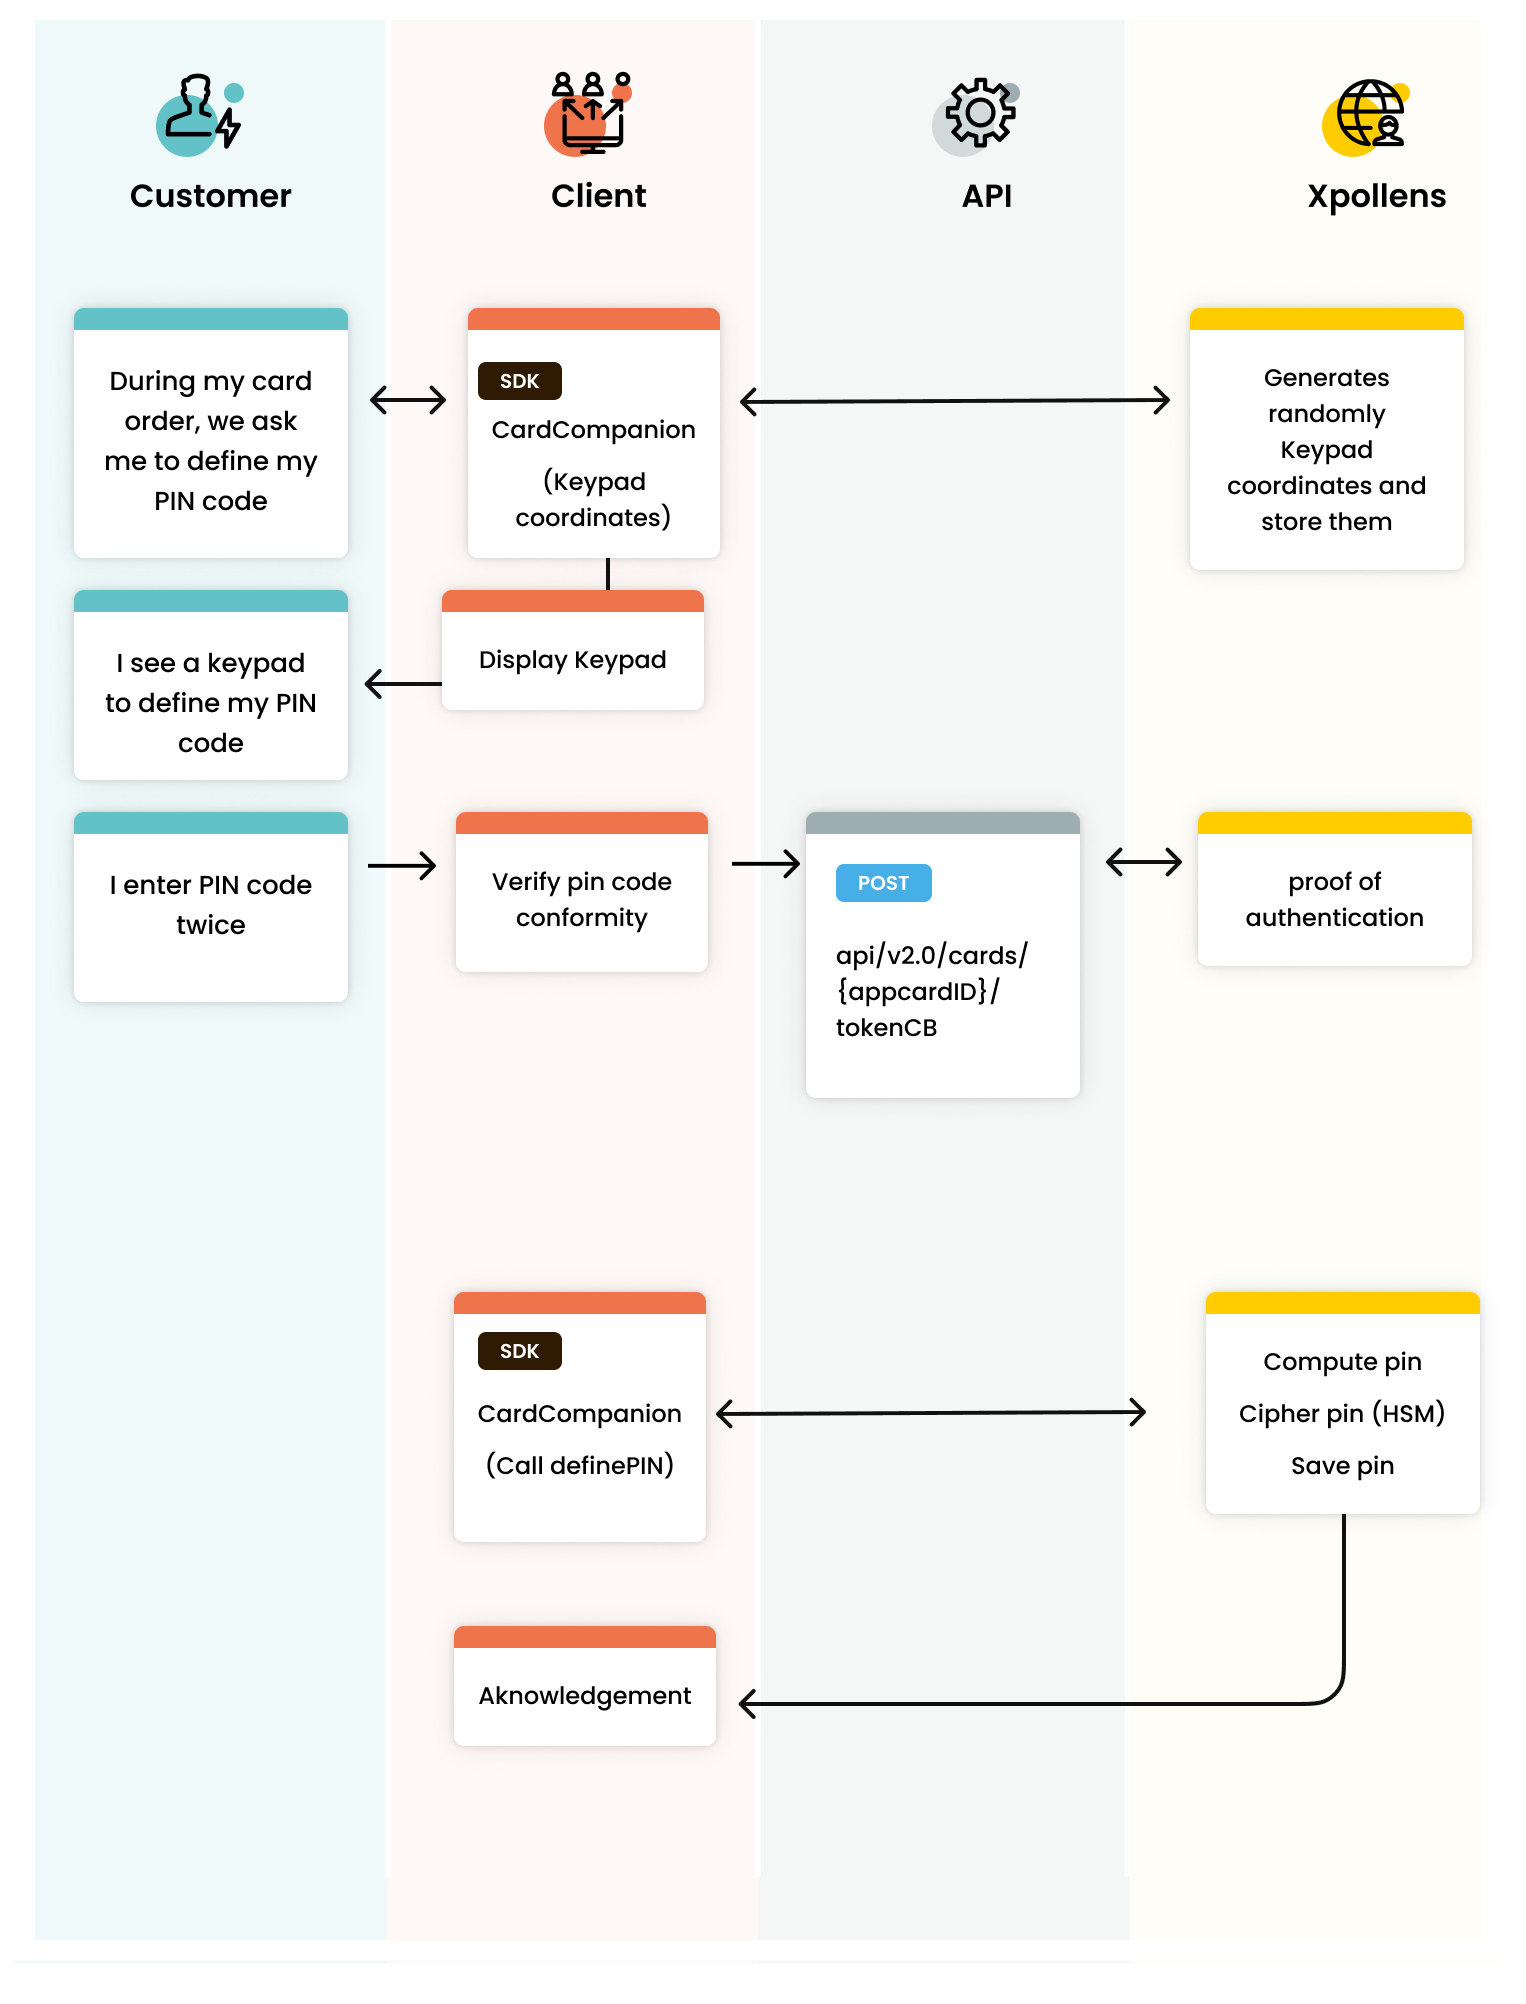 Customer
Client
API
Xpollens
During my card
order, we ask
me to define my
PIN code
SDK
CardCompanion
(Keypad
coordinates)
Generates
randomly
Keypad
coordinates and
store them
I see a keypad
to define my PIN
code
Display Keypad
I enter PIN code
twice
Verify pin code
conformity
POST
api/v2.0/cards/
{appcardID}/
tokenCB
proof of
authentication
SDK
CardCompanion
(Call definePIN)
Compute pin
Cipher pin (HSM)
Save pin
Aknowledgement